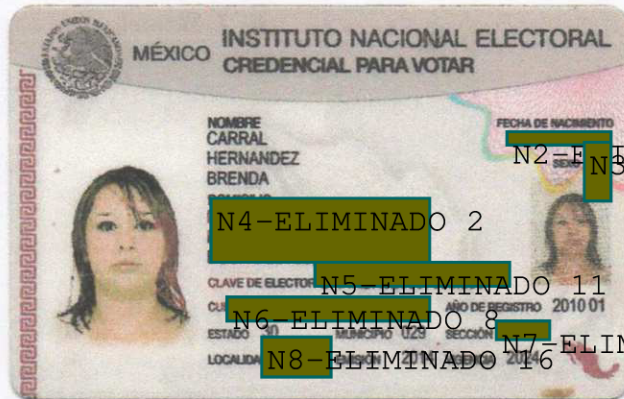 MÉXICO INSTITUTO NACIONAL ELECTORAL
CREDENCIAL PARA VOTAR
NOMBRE
CARRAL
HERNANDEZ
BRENDA
FECHA DE NACIMIENTO
N2-E
N3
N4-ELIMINADO 2
CLAVE DE ELECTOR N5-ELIMINADO 11
N6-ELIMINADO 8 AÑO DE REGISTRO 2010 01
ESTADO 30 MUNICIPIO 029 SECCIÓN N7-ELIM
N8-ELIMINADO 16 2024